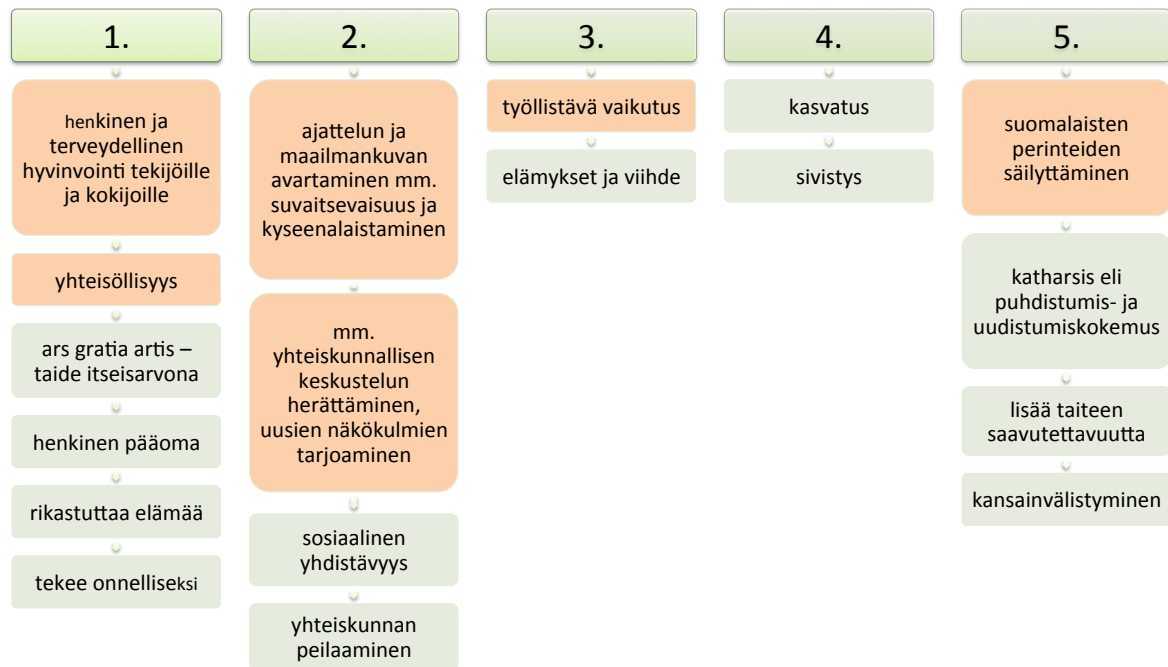 1.
henkinen ja
terveydellinen
hyvinvointi tekijöille
ja kokijoille
yhteisöllisyys
ars gratia artis –
taide itseisarvona
henkinen pääoma
rikastuttaa elämää
tekee onnelliseksi
2.
ajattelun ja
maailmankuvan
avartaminen mm.
suvaitsevaisuus ja
kyseenalaistaminen
mm.
yhteiskunnallisen
keskustelun
herättäminen,
uusien näkökulmien
tarjoaminen
sosiaalinen
yhdistävyys
yhteiskunnan
peilaaminen
3.
työllistävä vaikutus
elämykset ja viihde
4.
kasvatus
sivistys
5.
suomalaisten
perinteiden
säilyttäminen
katharsis eli
puhdistumis- ja
uudistumiskokemus
lisää taiteen
saavutettavuutta
kansainvälistyminen